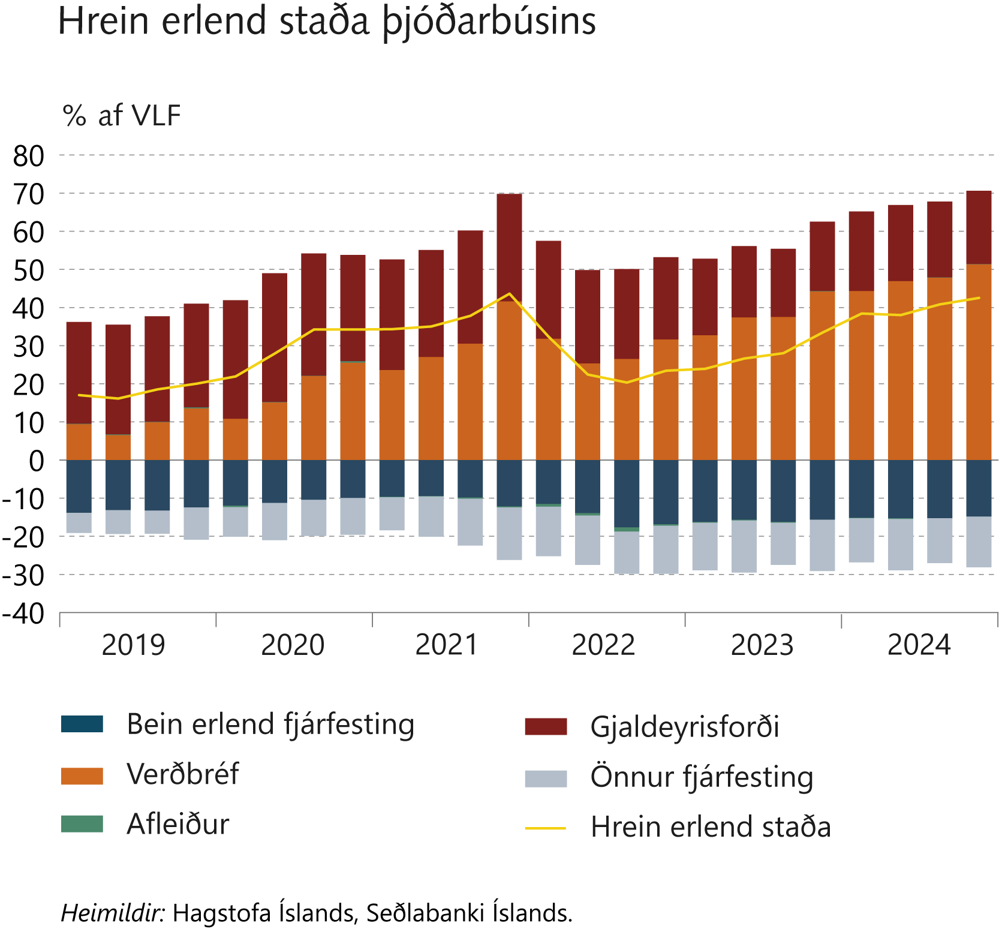 Hrein erlend staða þjóðarbúsins
% af VLF
80
70
60
50
40
30
20
10
0
-10
-20
-30
-40
2019 2020 2021 2022 2023 2024
Bein erlend fjárfesting
Verðbréf
Afleiður
Gjaldeyrisforði
Önnur fjárfesting
Hrein erlend staða
Heimildir: Hagstofa Íslands, Seðlabanki Íslands.